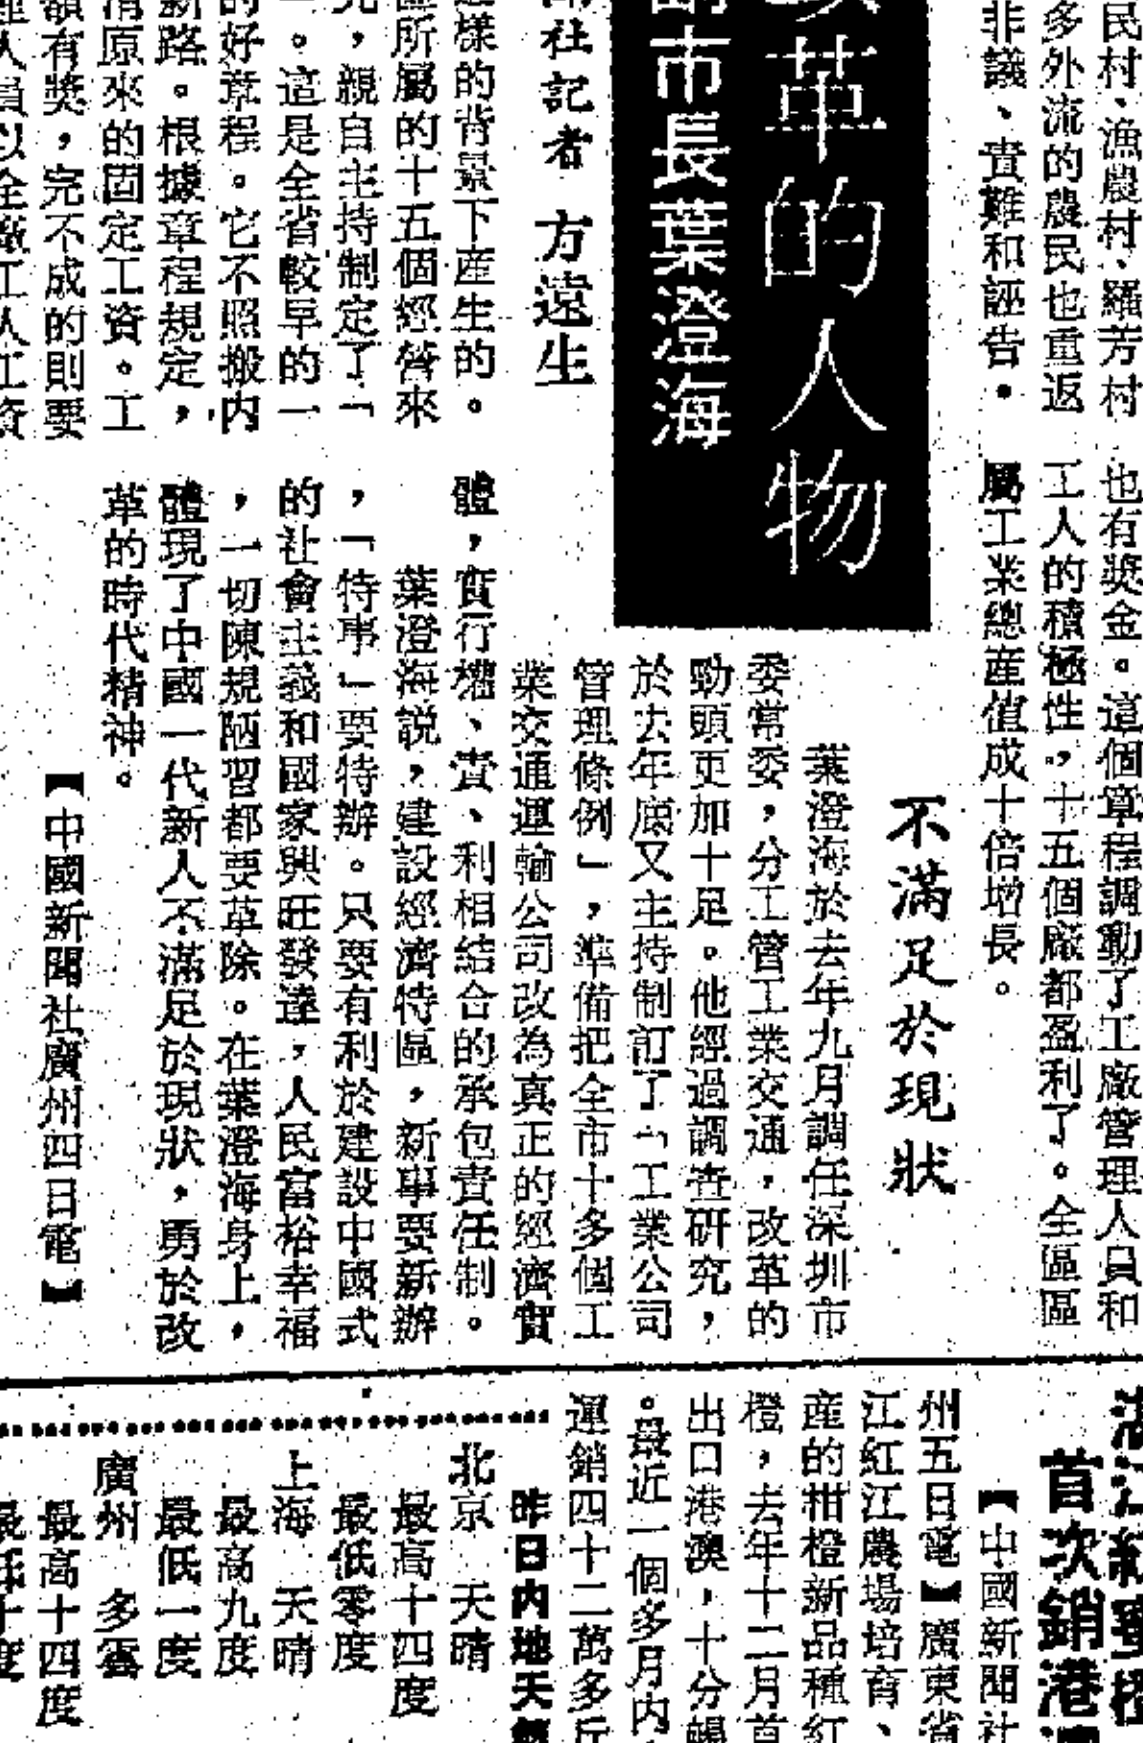 革的人物
市長葉澄海
社記者 方遠生
民村、漁農村、羅芳村
多外流的農民也重返
非議、責難和誣告。
樣的背景下產生的。
所屬的十五個經營來
，親自主持制定了「
。這是全省較早的一
好章程。它不照搬内
路。根據章程規定，
原來的固定工資。工
有獎，完不成的則要
人員以全廠工人工資
也有獎金。這個章程調動了工廠管理人員和
工人的積極性，十五個廠都盈利了。全區區
屬工業總產值成十倍增長。
不滿足於現狀
葉澄海於去年九月調任深圳市
委常委，分工管工業交通，改革的
勁頭更加十足。他經過調查研究，
於去年底又主持制訂了「工業公司
管理條例」，準備把全市十多個工
業交通運輸公司改為真正的經濟實
體，實行權、責、利相結合的承包責任制。
葉澄海説，建設經濟特區，新事要新辦
，「特事」要特辦。只要有利於建設中國式
的社會主義和國家興旺發達，人民富裕幸福
，一切陳規陋習都要革除。在葉澄海身上，
體現了中國一代新人不滿足於現狀，勇於改
革的時代精神。
【中國新聞社廣州四日電】
首次銷港
【中國新聞社
州五日電】廣東省
江紅江農場培育、
產的柑橙新品種紅
橙，去年十二月首
出口港澳，十分暢
。最近一個多月内
運銷四十二萬多斤
昨日内地天
北京 天晴
最高十四度
最低零度
上海 天晴
最高九度
最低一度
廣州 多雲
最高十四度
最低十度